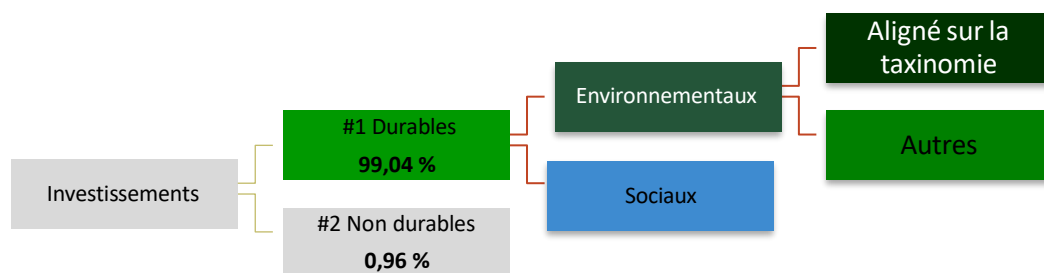 Investissements
#1 Durables
99,04 %
#2 Non durables
0,96 %
Environnementaux
Sociaux
Aligné sur la
taxinomie
Autres